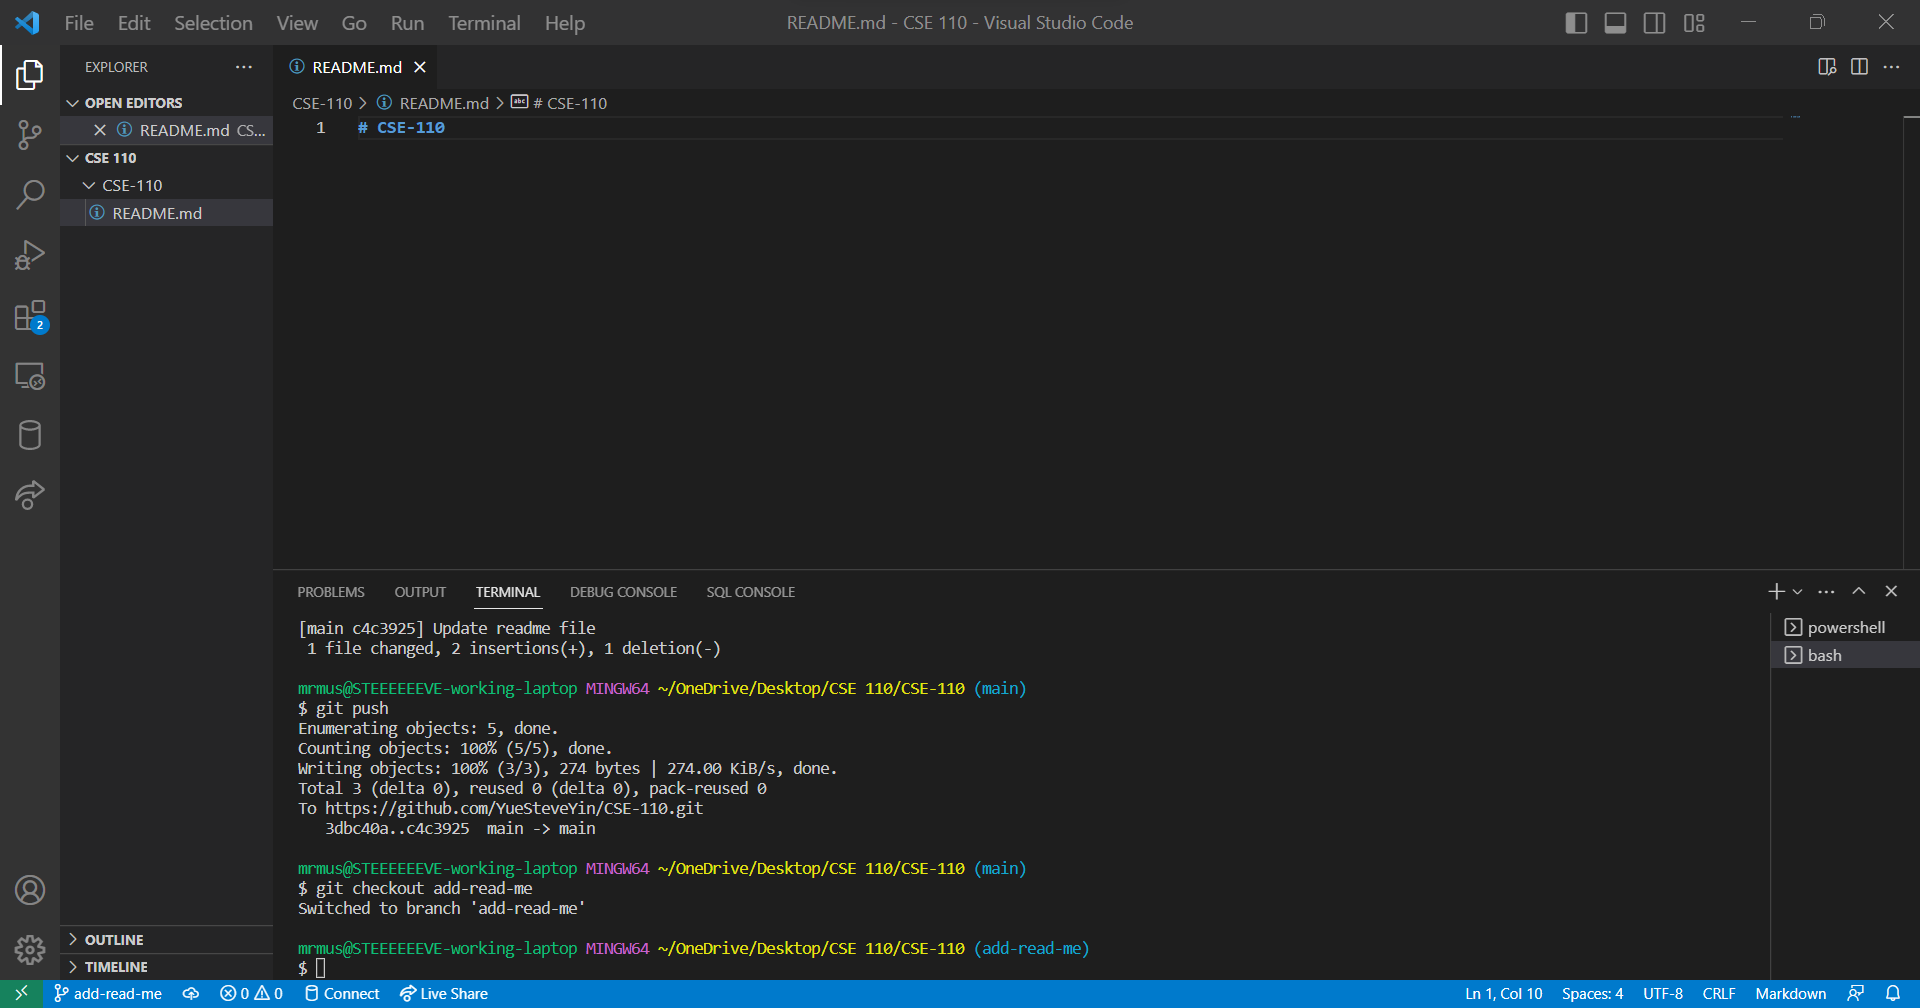 File Edit Selection View Go Run Terminal Help README.md - CSE 110 - Visual Studio Code
EXPLORER
README.md
OPEN EDITORS
README.md CS...
CSE 110
CSE-110
README.md
2
OUTLINE
TIMELINE
CSE-110 > README.md > # CSE-110
1 # CSE-110
PROBLEMS OUTPUT TERMINAL DEBUG CONSOLE SQL CONSOLE
[main c4c3925] Update readme file
1 file changed, 2 insertions(+), 1 deletion(-)
mrmus@STEEEEEEVE-working-laptop MINGW64 ~/OneDrive/Desktop/CSE 110/CSE-110 (main)
$ git push
Enumerating objects: 5, done.
Counting objects: 100% (5/5), done.
Writing objects: 100% (3/3), 274 bytes | 274.00 KiB/s, done.
Total 3 (delta 0), reused 0 (delta 0), pack-reused 0
To https://github.com/YueSteveYin/CSE-110.git
3dbc40a..c4c3925 main -> main
mrmus@STEEEEEEVE-working-laptop MINGW64 ~/OneDrive/Desktop/CSE 110/CSE-110 (main)
$ git checkout add-read-me
Switched to branch 'add-read-me'
mrmus@STEEEEEEVE-working-laptop MINGW64 ~/OneDrive/Desktop/CSE 110/CSE-110 (add-read-me)
$
powershell
bash
add-read-me 0 0 Connect Live Share Ln 1, Col 10 Spaces: 4 UTF-8 CRLF Markdown